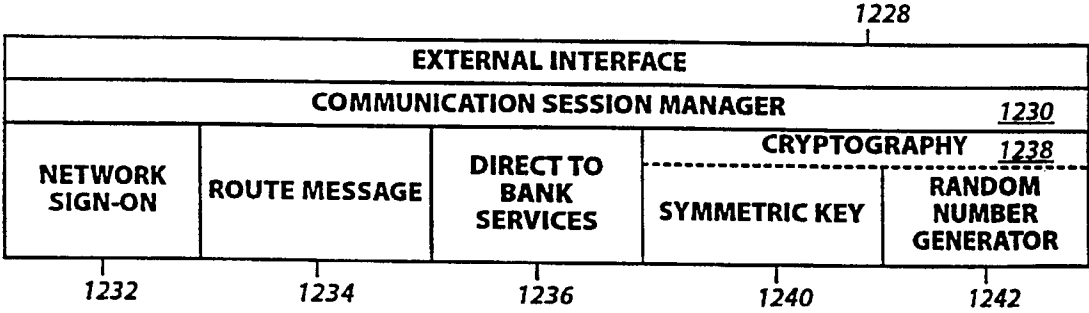 1228
EXTERNAL INTERFACE
COMMUNICATION SESSION MANAGER 1230
NETWORK
SIGN-ON
ROUTE MESSAGE
DIRECT TO
BANK
SERVICES
CRYPTOGRAPHY 1238
SYMMETRIC KEY
RANDOM
NUMBER
GENERATOR
1232
1234
1236
1240
1242